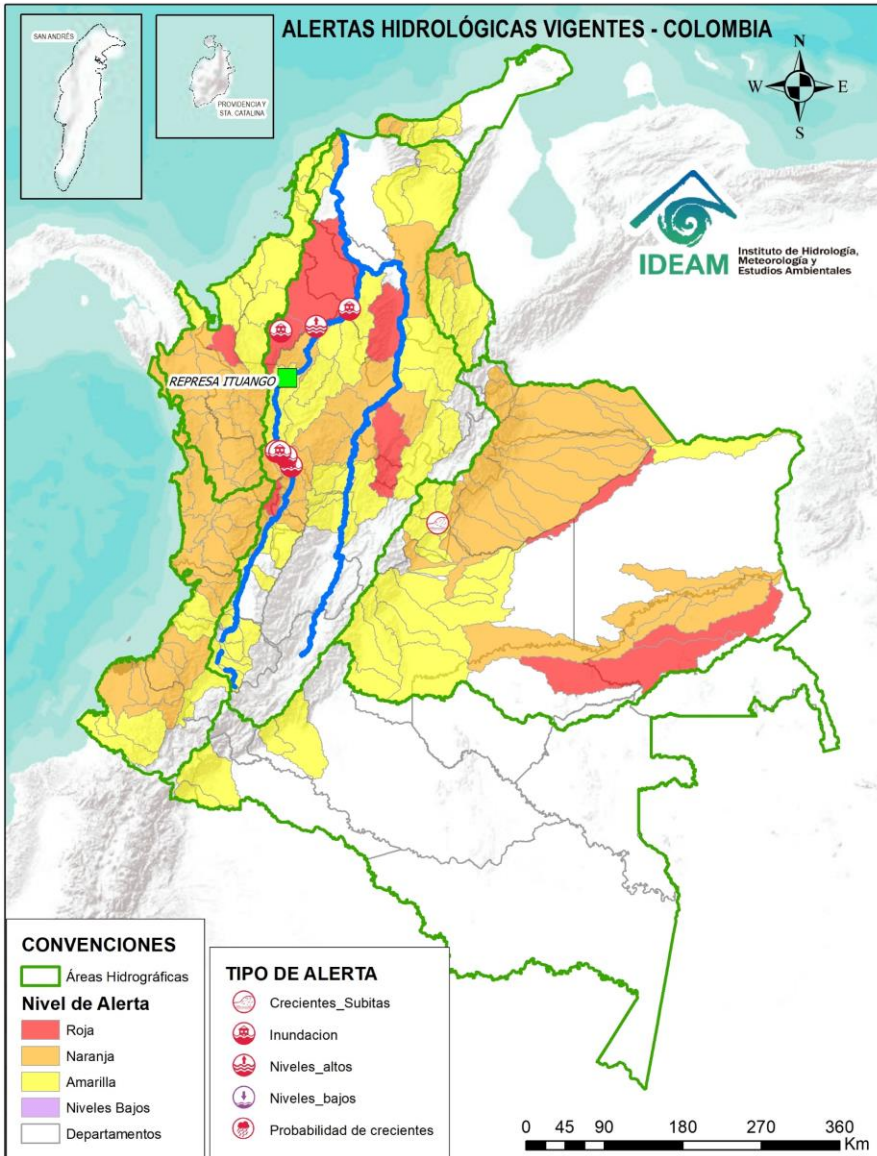 SAN ANDRÉS
PROVIDENCIA Y
STA. CATALINA
ALERTAS HIDROLÓGICAS VIGENTES - COLOMBIA
N
W
E
S
IDEAM
Instituto de Hidrología,
Meteorología y
Estudios Ambientales
REPRESA ITUANGO
CONVENCIONES
Áreas Hidrográficas
Nivel de Alerta
Roja
Naranja
Amarilla
Niveles Bajos
Departamentos
TIPO DE ALERTA
Crecientes_Subitas
Inundacion
Niveles_altos
Niveles_bajos
Probabilidad de crecientes
0 45 90 180 270 360
Km